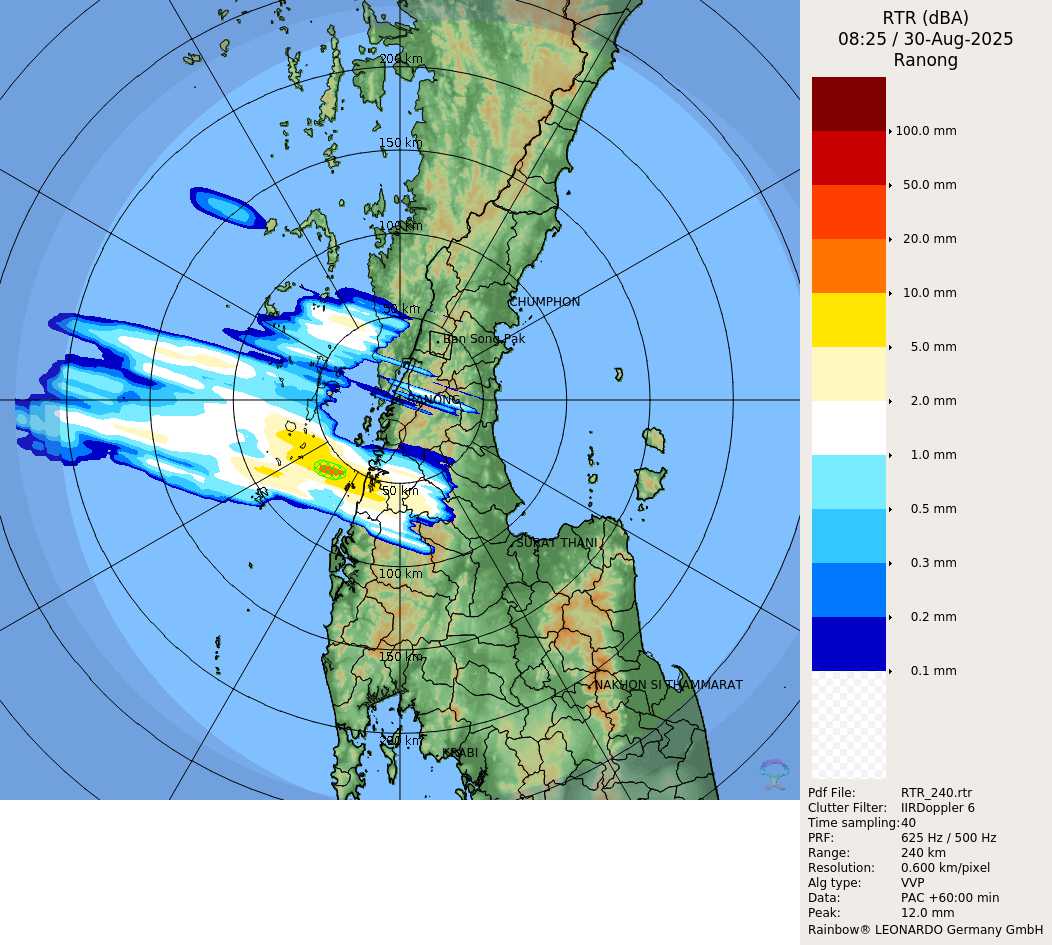 RTR (dBA)
08:25 / 30-Aug-2025
Ranong
200 km
150 km
100 km
50 km
CHUMPHON
Ban Song Pak
RANONG
50 km
SURAT THANI
100 km
150 km
NAKHON SI THAMMARAT
200 km
KRABI
100.0 mm
50.0 mm
20.0 mm
10.0 mm
5.0 mm
2.0 mm
1.0 mm
0.5 mm
0.3 mm
0.2 mm
0.1 mm
Pdf File: RTR_240.rtr
Clutter Filter: IIRDoppler 6
Time sampling:40
PRF: 625 Hz / 500 Hz
Range: 240 km
Resolution: 0.600 km/pixel
Alg type: VVP
Data: PAC +60:00 min
Peak: 12.0 mm
Rainbow® LEONARDO Germany GmbH